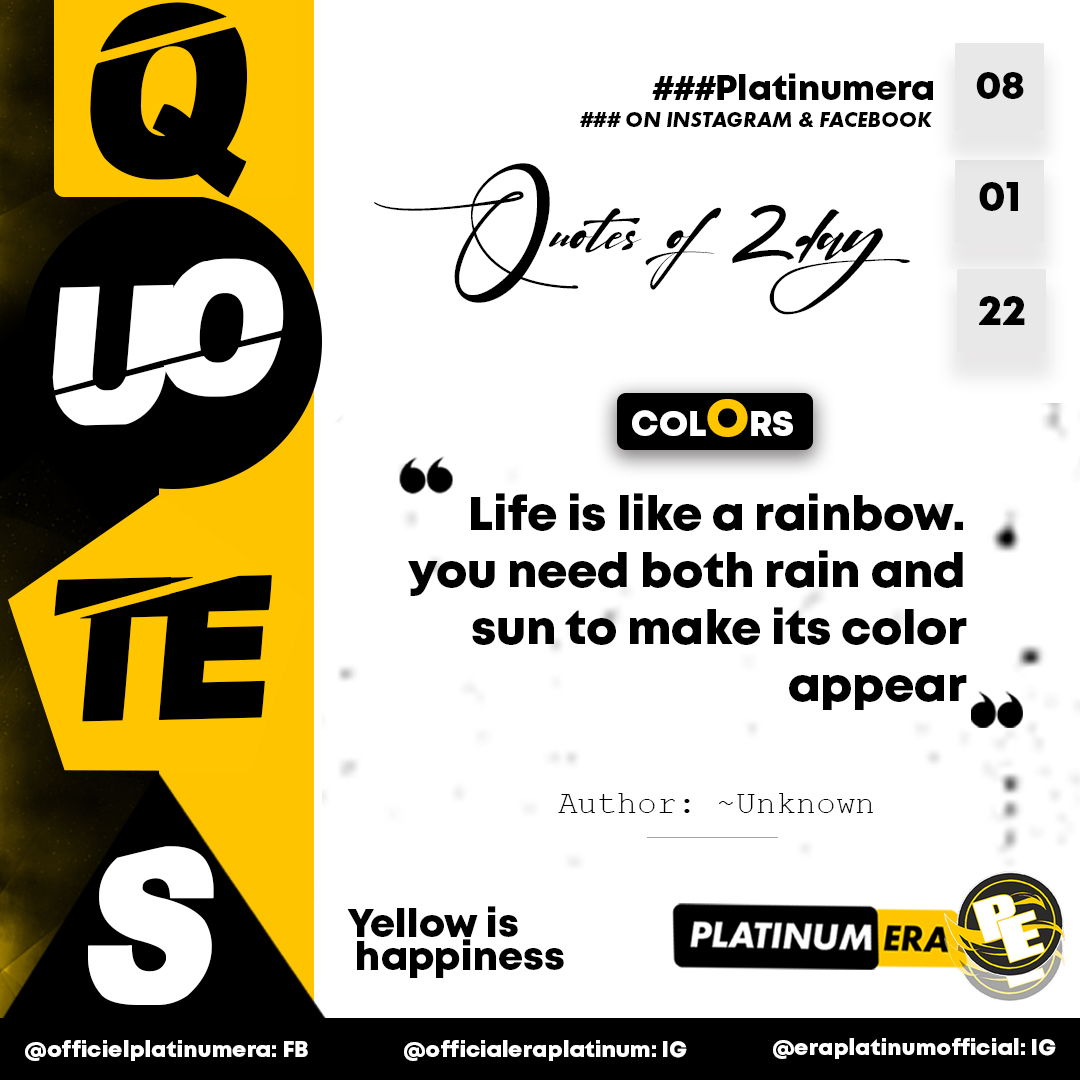 QUOTES
###Platinumera
### ON INSTAGRAM & FACEBOOK
08
01
22
Quotes of 2day
COLORS
“
Life is like a rainbow.
you need both rain and
sun to make its color
appear
”
Author: ~Unknown
Yellow is
happiness
PLATINUM ERA
PE
@officielplatinumera: FB
@officialeraplatinum: IG
@eraplatinumofficial: IG